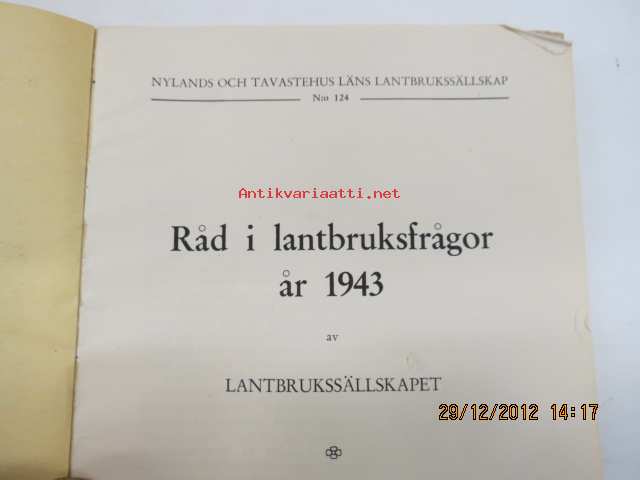 NYLANDS OCH TAVASTEHUS LÄNS LANTBRUKSSÄLLSKAP
N:o 124
Antikvariaatti.net
Råd i lantbruksfrågor
år 1943
av
LANTBRUKSSÄLLSKAPET
29/12/2012 14:17